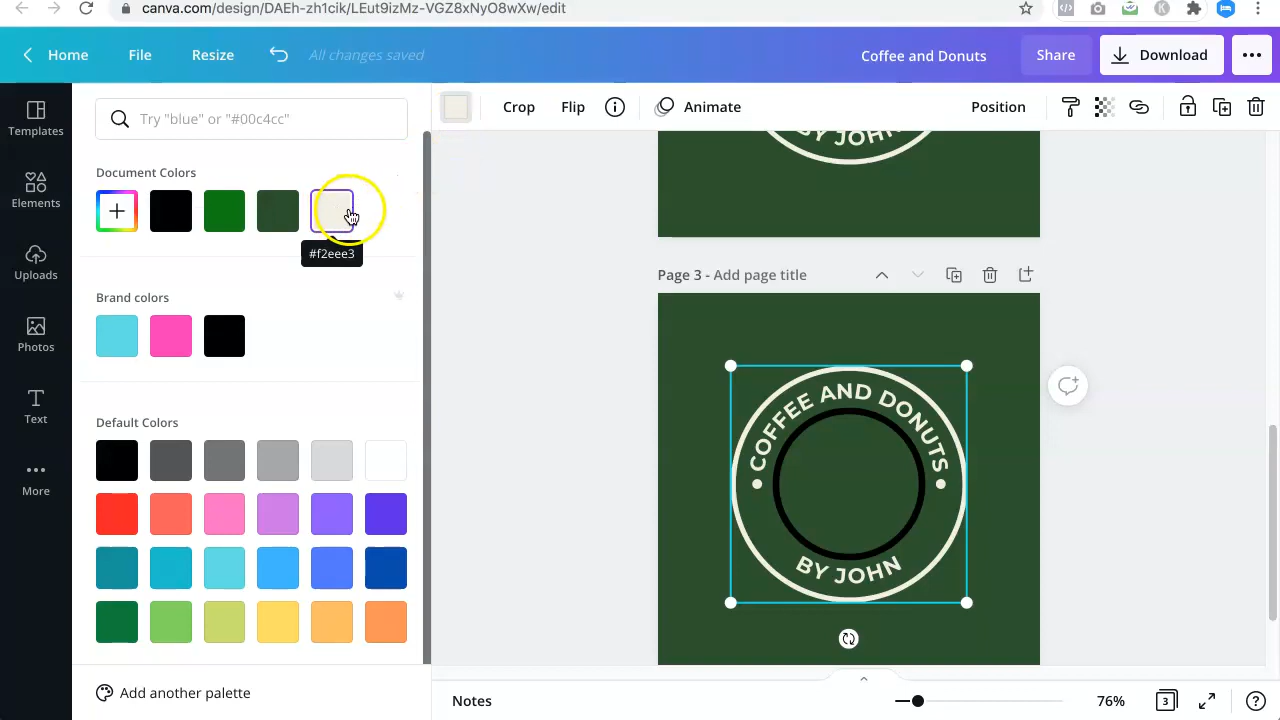 canva.com/design/DAEh-zh1cik/LEut9izMz-VGZ8xNyO8wXw/edit
Home File Resize All changes saved Coffee and Donuts Share Download
Templates
Elements
Uploads
Photos
Text
More
Try "blue" or "#00c4cc"
Document Colors
#f2eee3
Brand colors
Default Colors
Add another palette
Crop Flip Animate Position
BY JOHN
Page 3 - Add page title
COFFEE AND DONUTS
BY JOHN
Notes 76% 3